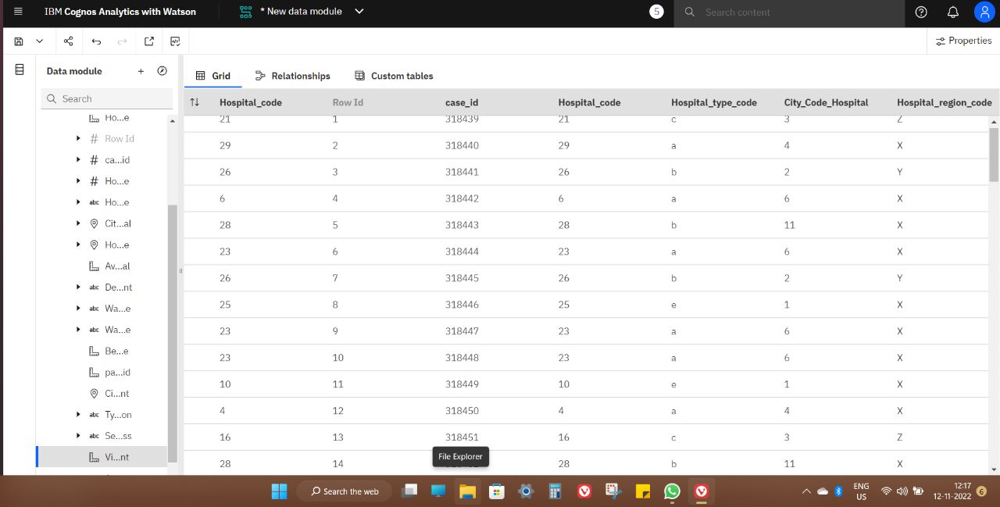 IBM Cognos Analytics with Watson
* New data module
5
Search content
Properties
Data module
Search
Grid
Relationships
Custom tables
Hospital_code Row Id case_id Hospital_code Hospital_type_code City_Code_Hospital Hospital_region_code
21 1 318439 21 c 3 Z
29 2 318440 29 a 4 X
26 3 318441 26 b 2 Y
6 4 318442 6 a 6 X
28 5 318443 28 b 11 X
23 6 318444 23 a 6 X
26 7 318445 26 b 2 Y
25 8 318446 25 e 1 X
23 9 318447 23 a 6 X
23 10 318448 23 a 6 X
10 11 318449 10 e 1 X
4 12 318450 4 a 4 X
16 13 318451 16 c 3 Z
28 14 28 b 11 X
Ho...e
# Row Id
# ca...id
# Ho...e
abc Ho...e
Cit...al
Ho...e
Av...al
abc De...nt
abc Wa...e
abc Wa...e
Be...e
pa...id
Ci...nt
abc Ty...on
abc Se...ss
Vi...nt
File Explorer
Search the web
ENG
US
12:17
12-11-2022
6